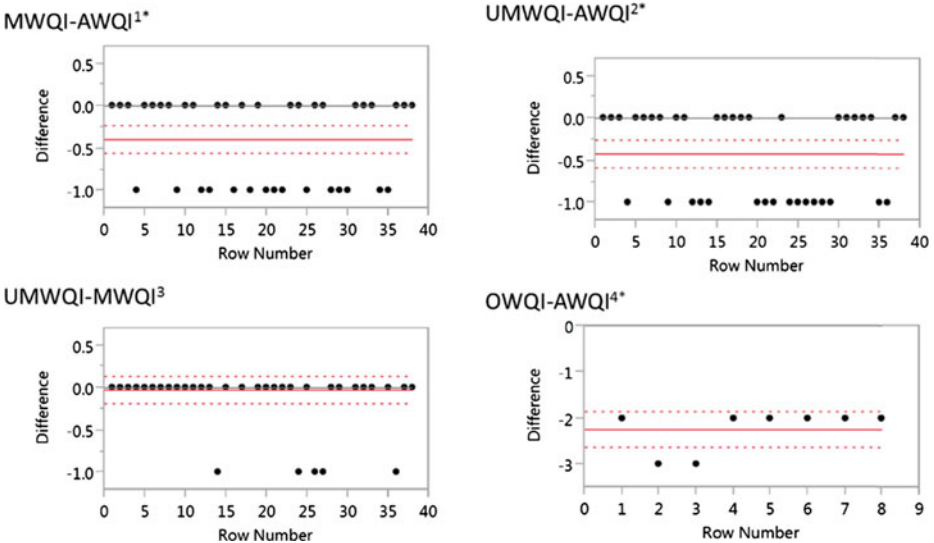 MWQI-AWQI1*
0.5
0.0
-0.5
-1.0
Difference
0 5 10 15 20 25 30 35 40
Row Number
UMWQI-AWQI2*
0.5
0.0
-0.5
-1.0
Difference
0 5 10 15 20 25 30 35 40
Row Number
UMWQI-MWQI3
0.5
0.0
-0.5
-1.0
Difference
0 5 10 15 20 25 30 35 40
Row Number
OWQI-AWQI4*
0
-1
-2
-3
Difference
0 1 2 3 4 5 6 7 8 9
Row Number